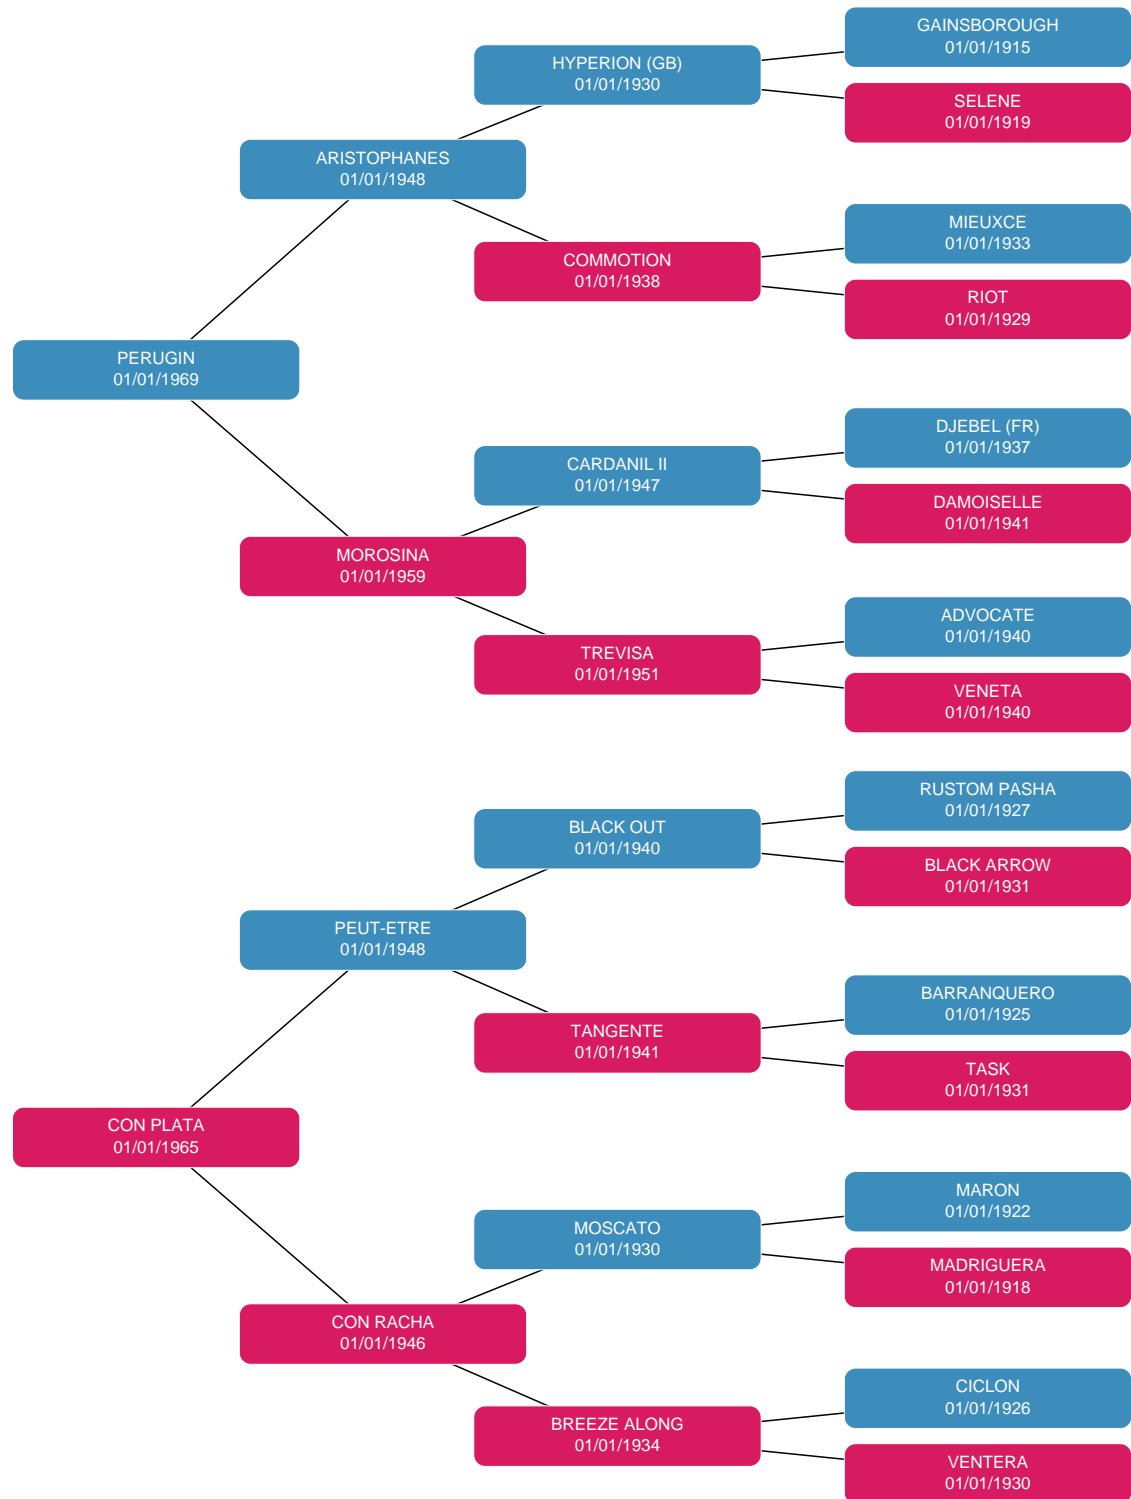 GAINSBOROUGH
01/01/1915
HYPERION (GB)
01/01/1930
SELENE
01/01/1919
ARISTOPHANES
01/01/1948
MIEUXCE
01/01/1933
COMMOTION
01/01/1938
RIOT
01/01/1929
PERUGIN
01/01/1969
DJEBEL (FR)
01/01/1937
CARDANIL II
01/01/1947
DAMOISELLE
01/01/1941
MOROSINA
01/01/1959
ADVOCATE
01/01/1940
TREVISA
01/01/1951
VENETA
01/01/1940
RUSTOM PASHA
01/01/1927
BLACK OUT
01/01/1940
BLACK ARROW
01/01/1931
PEUT-ETRE
01/01/1948
BARRANQUERO
01/01/1925
TANGENTE
01/01/1941
TASK
01/01/1931
CON PLATA
01/01/1965
MARON
01/01/1922
MOSCATO
01/01/1930
MADRIGUERA
01/01/1918
CON RACHA
01/01/1946
CICLON
01/01/1926
BREEZE ALONG
01/01/1934
VENTERA
01/01/1930